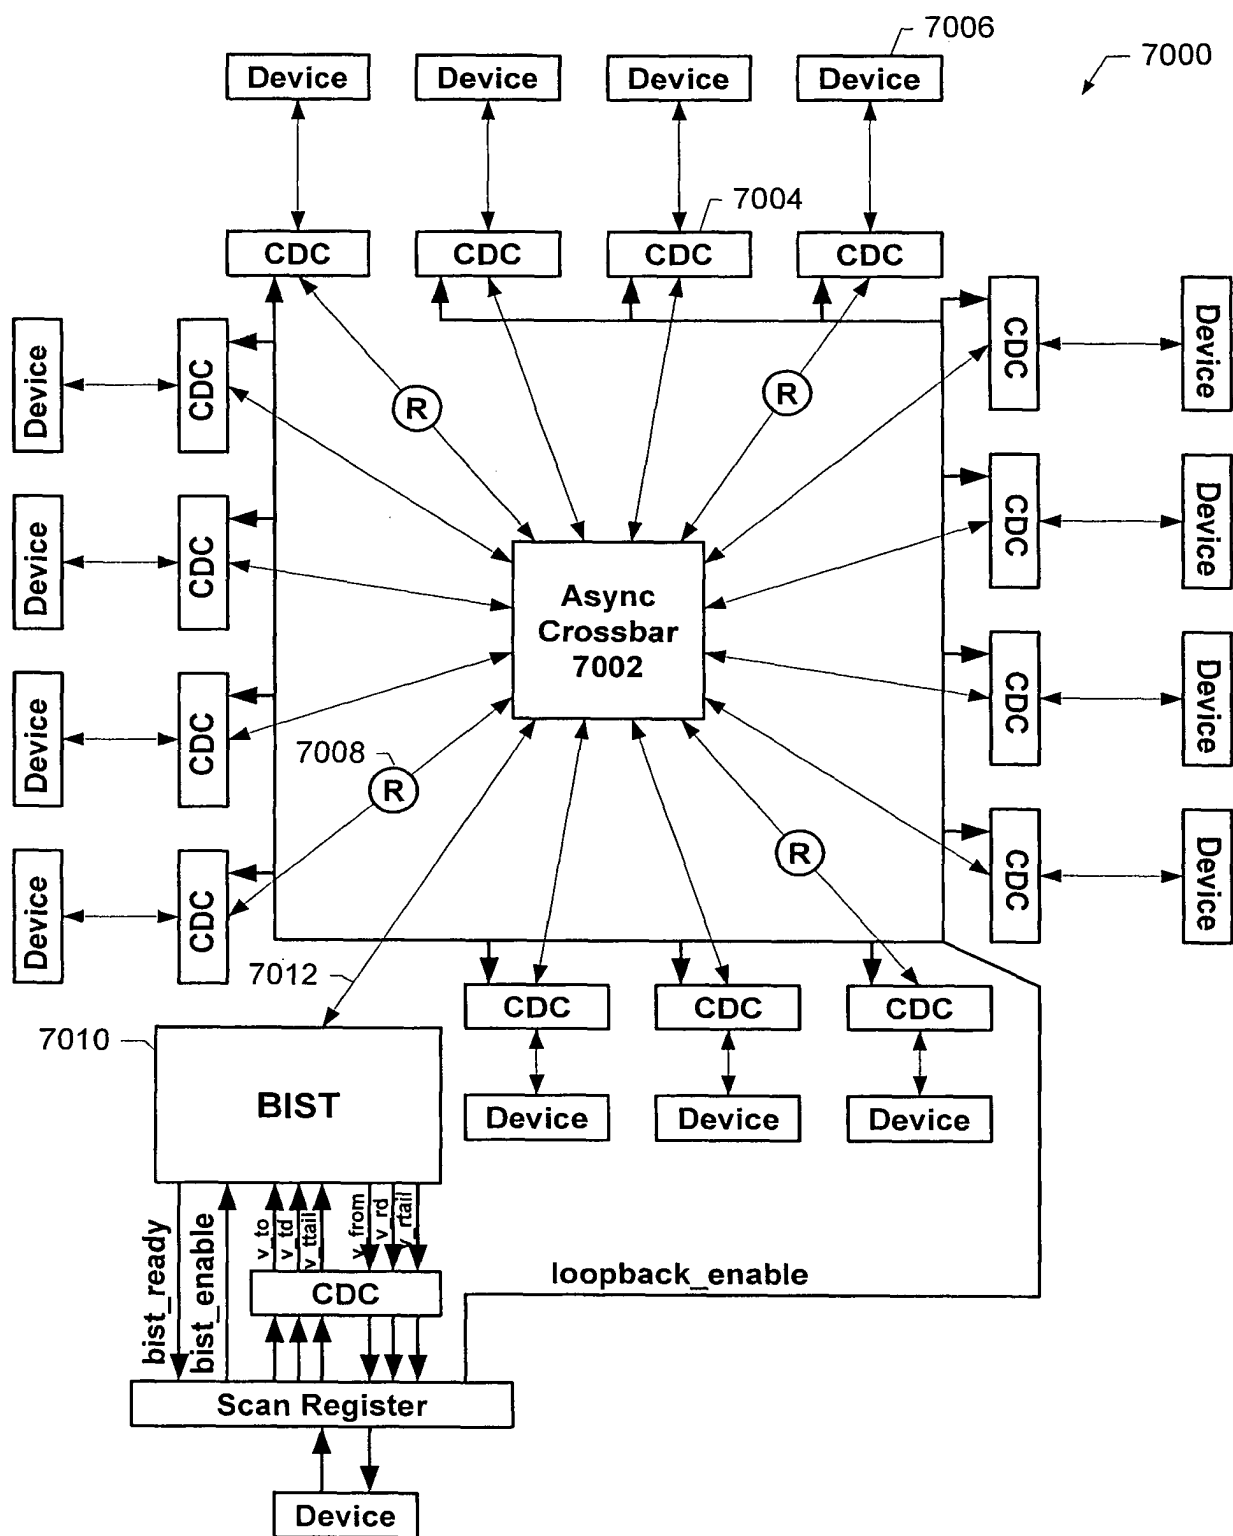 7006
7000
Device
Device
Device
Device
7004
CDC
CDC
CDC
CDC
CDC
Device
Device
CDC
R
R
CDC
Device
Device
CDC
Async
Crossbar
7002
CDC
Device
Device
CDC
7008
R
R
CDC
Device
Device
CDC
7012
CDC
CDC
CDC
7010
BIST
Device
Device
Device
bist_ready
bist_enable
v_to
v_td
v_ttail
v_from
v_rd
v_rtail
CDC
loopback_enable
Scan Register
Device